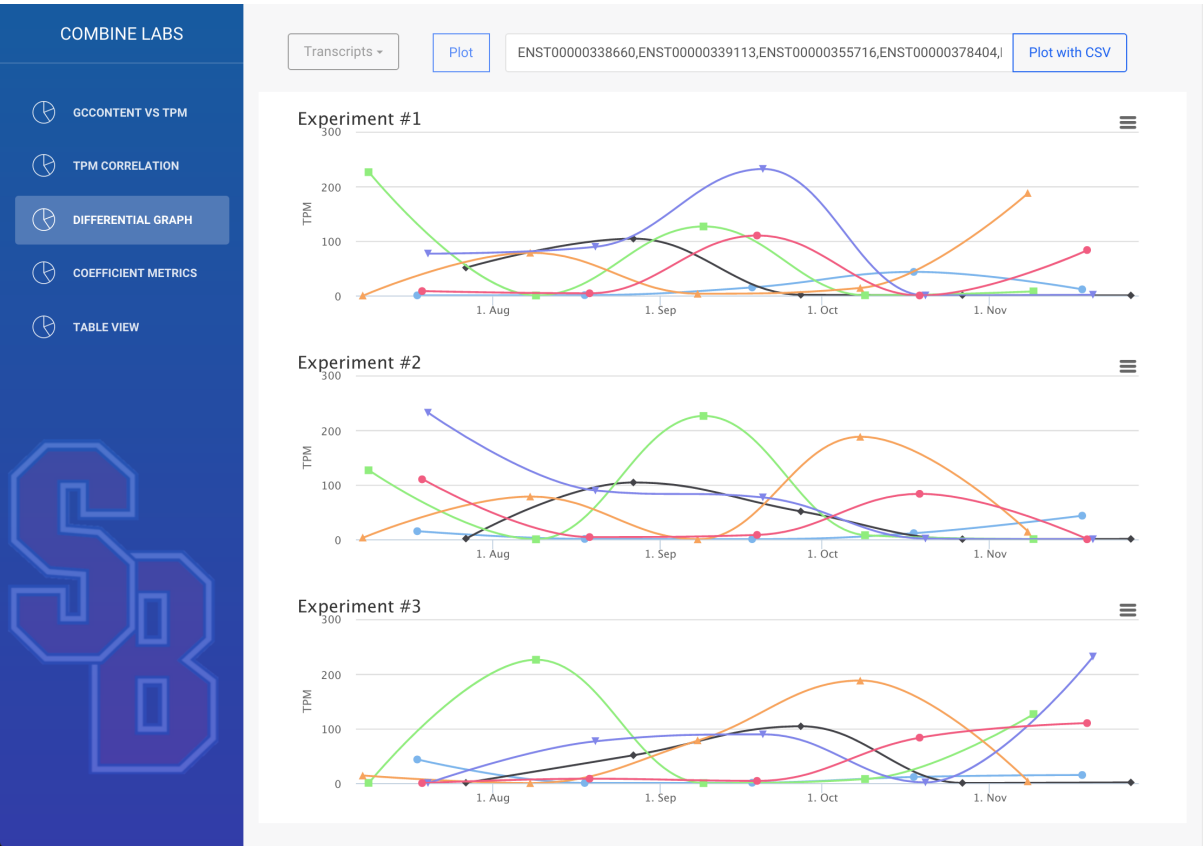 COMBINE LABS
GCCONTENT VS TPM
TPM CORRELATION
DIFFERENTIAL GRAPH
COEFFICIENT METRICS
TABLE VIEW
SB
Transcripts
Plot
ENST00000338660,ENST00000339113,ENST00000355716,ENST00000378404,
Plot with CSV
Experiment #1
TPM
300
200
100
0
1. Aug 1. Sep 1. Oct 1. Nov
Experiment #2
TPM
300
200
100
0
1. Aug 1. Sep 1. Oct 1. Nov
Experiment #3
TPM
300
200
100
0
1. Aug 1. Sep 1. Oct 1. Nov